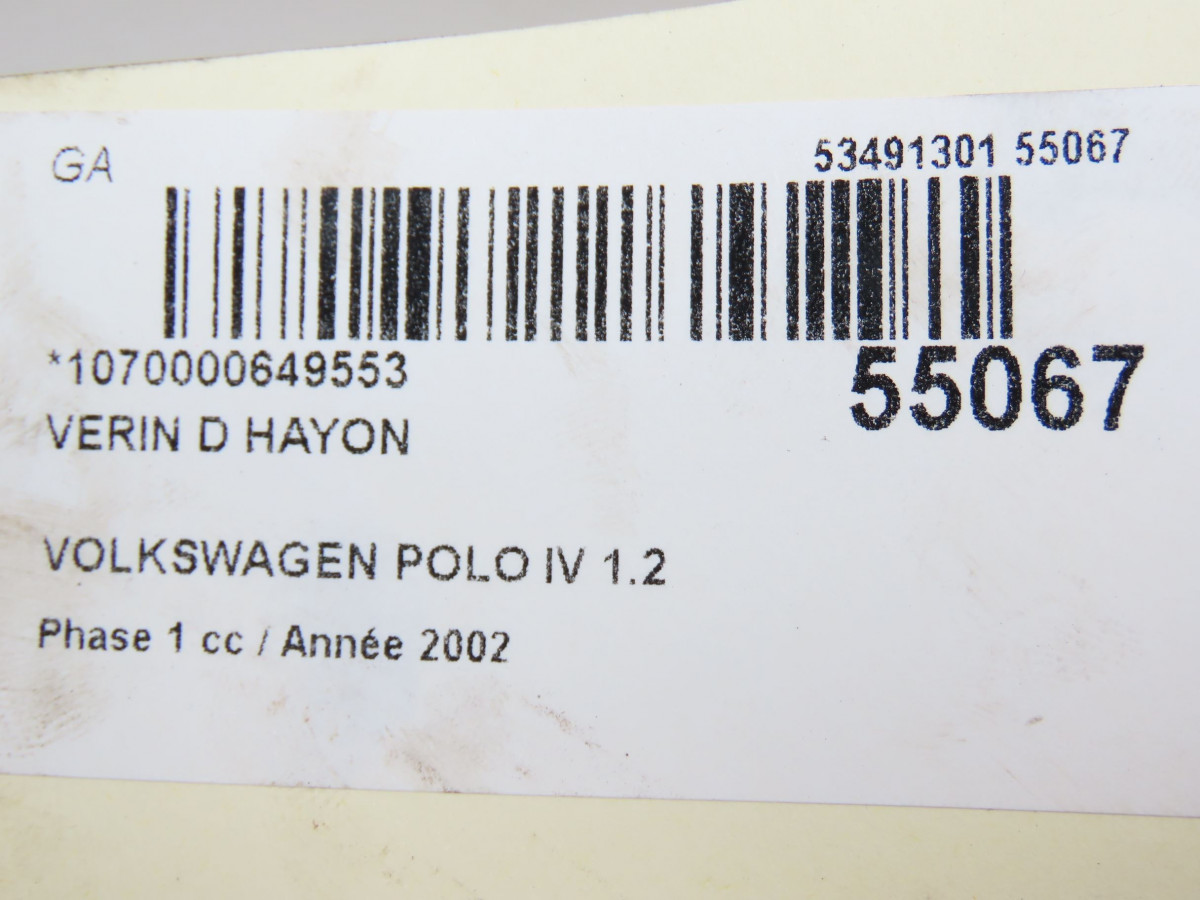 GA
53491301 55067
*1070000649553
55067
VERIN D HAYON
VOLKSWAGEN POLO IV 1.2
Phase 1 cc / Année 2002